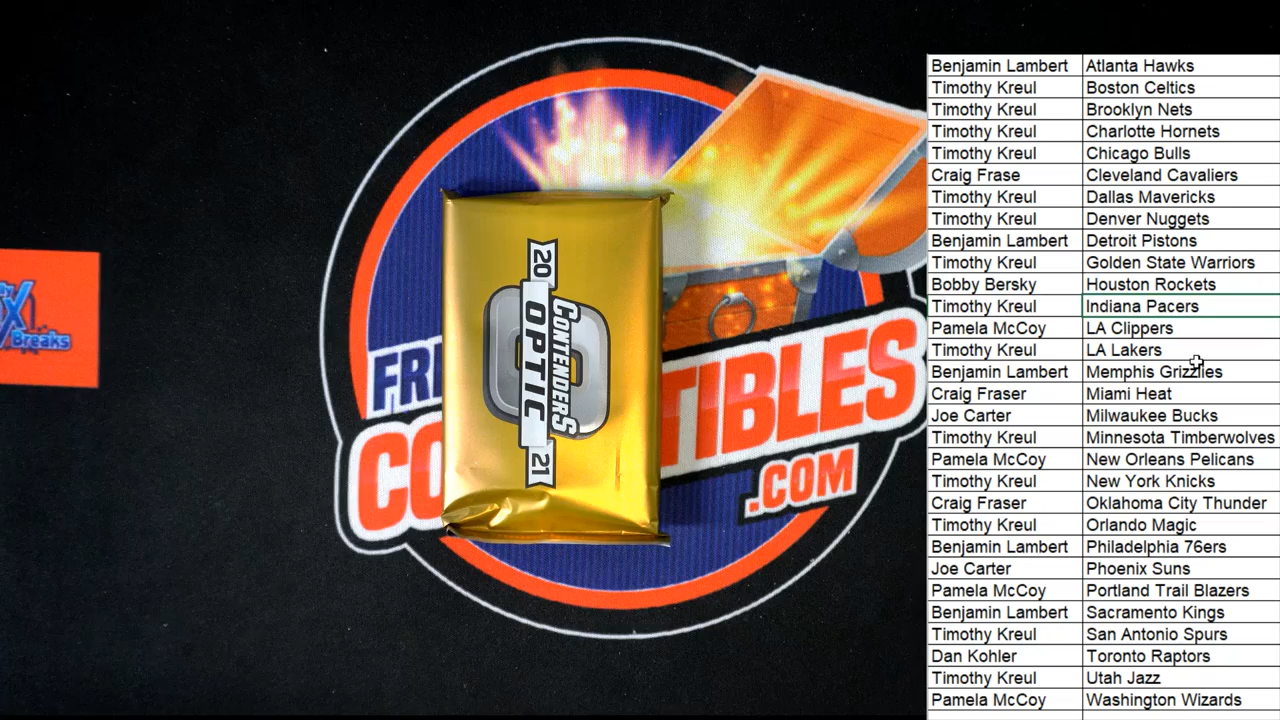 X
Breaks
FRE
CO TIBLES
.COM
20 21
CONTENDERS
OPTIC
Benjamin Lambert Atlanta Hawks
Timothy Kreul Boston Celtics
Timothy Kreul Brooklyn Nets
Timothy Kreul Charlotte Hornets
Timothy Kreul Chicago Bulls
Craig Frase Cleveland Cavaliers
Timothy Kreul Dallas Mavericks
Timothy Kreul Denver Nuggets
Benjamin Lambert Detroit Pistons
Timothy Kreul Golden State Warriors
Bobby Bersky Houston Rockets
Timothy Kreul Indiana Pacers
Pamela McCoy LA Clippers
Timothy Kreul LA Lakers
Benjamin Lambert Memphis Grizzlies
Craig Fraser Miami Heat
Joe Carter Milwaukee Bucks
Timothy Kreul Minnesota Timberwolves
Pamela McCoy New Orleans Pelicans
Timothy Kreul New York Knicks
Craig Fraser Oklahoma City Thunder
Timothy Kreul Orlando Magic
Benjamin Lambert Philadelphia 76ers
Joe Carter Phoenix Suns
Pamela McCoy Portland Trail Blazers
Benjamin Lambert Sacramento Kings
Timothy Kreul San Antonio Spurs
Dan Kohler Toronto Raptors
Timothy Kreul Utah Jazz
Pamela McCoy Washington Wizards